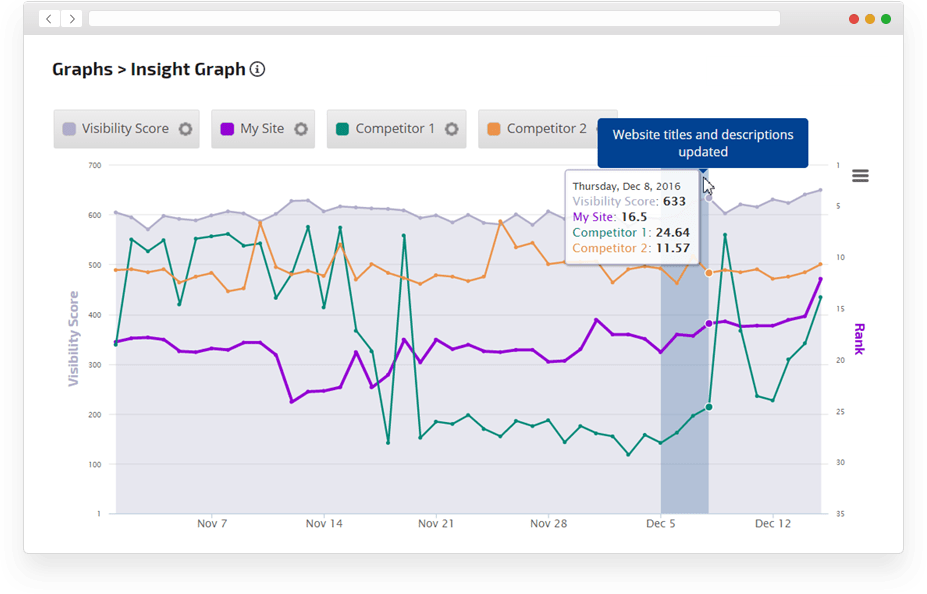 Graphs > Insight Graph
Visibility Score
My Site
Competitor 1
Competitor 2
Website titles and descriptions
updated
Thursday, Dec 8, 2016
Visibility Score: 633
My Site: 16.5
Competitor 1: 24.64
Competitor 2: 11.57
700
600
500
400
300
200
100
1
Visibility Score
1
5
10
15
20
25
30
35
Rank
Nov 7
Nov 14
Nov 21
Nov 28
Dec 5
Dec 12